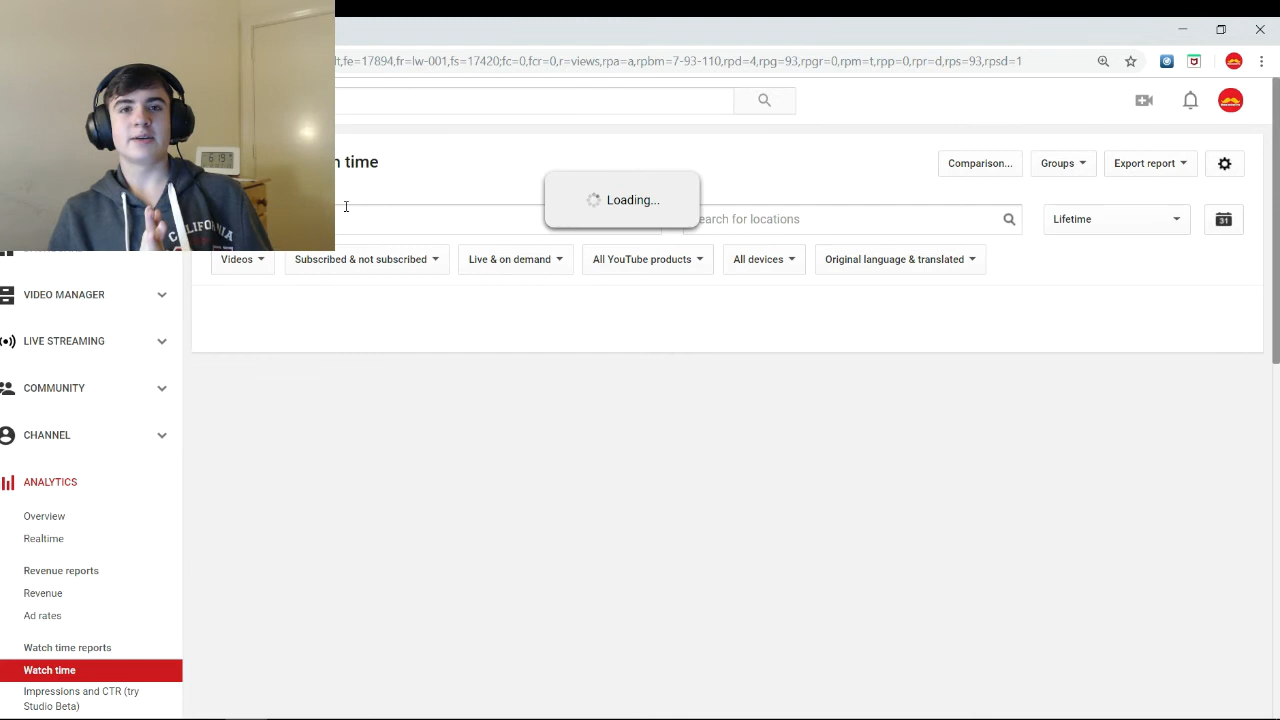 lt,fe=17894,fr=lw-001,fs=17420;fc=0,fcr=0,r=views,rpa=a,rpbm=7-93-110,rpd=4,rpg=93,rpgr=0,rpm=t,rpp=0,rpr=d,rps=93,rpsd=1
6:19
h time
Comparison...
Groups
Export report
Loading...
earch for locations
Lifetime
31
Videos
Subscribed & not subscribed
Live & on demand
All YouTube products
All devices
Original language & translated
CALIFORNIA
VIDEO MANAGER
LIVE STREAMING
COMMUNITY
CHANNEL
ANALYTICS
Overview
Realtime
Revenue reports
Revenue
Ad rates
Watch time reports
Watch time
Impressions and CTR (try
Studio Beta)